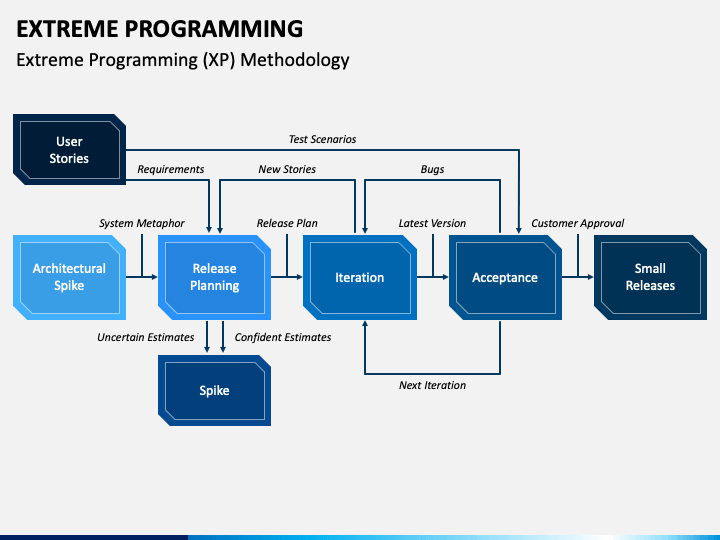 EXTREME PROGRAMMING
Extreme Programming (XP) Methodology
User
Stories
Test Scenarios
Requirements
New Stories
Bugs
System Metaphor
Release Plan
Latest Version
Customer Approval
Architectural
Spike
Release
Planning
Iteration
Acceptance
Small
Releases
Uncertain Estimates
Confident Estimates
Spike
Next Iteration